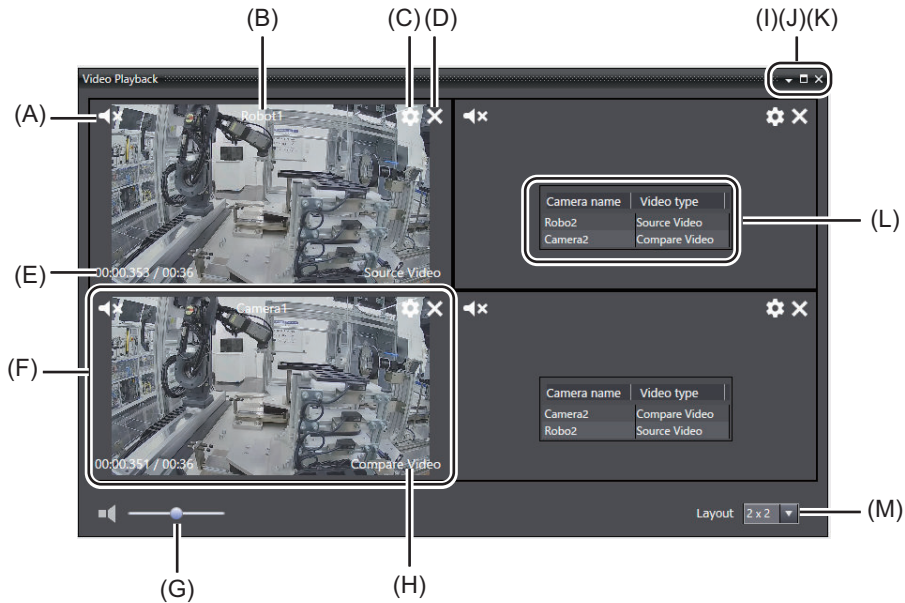 (B)
(C)
(D)
(I)(J)(K)
Video Playback
(A)
Robot1
Camera name Video type
Robo2 Source Video
Camera2 Compare Video
(L)
(E)
00:00.353 / 00:36
Source Video
Camera1
(F)
Camera name Video type
Camera2 Compare Video
Robo2 Source Video
00:00.351 / 00:36
Compare Video
Layout 2 x 2
(M)
(G)
(H)